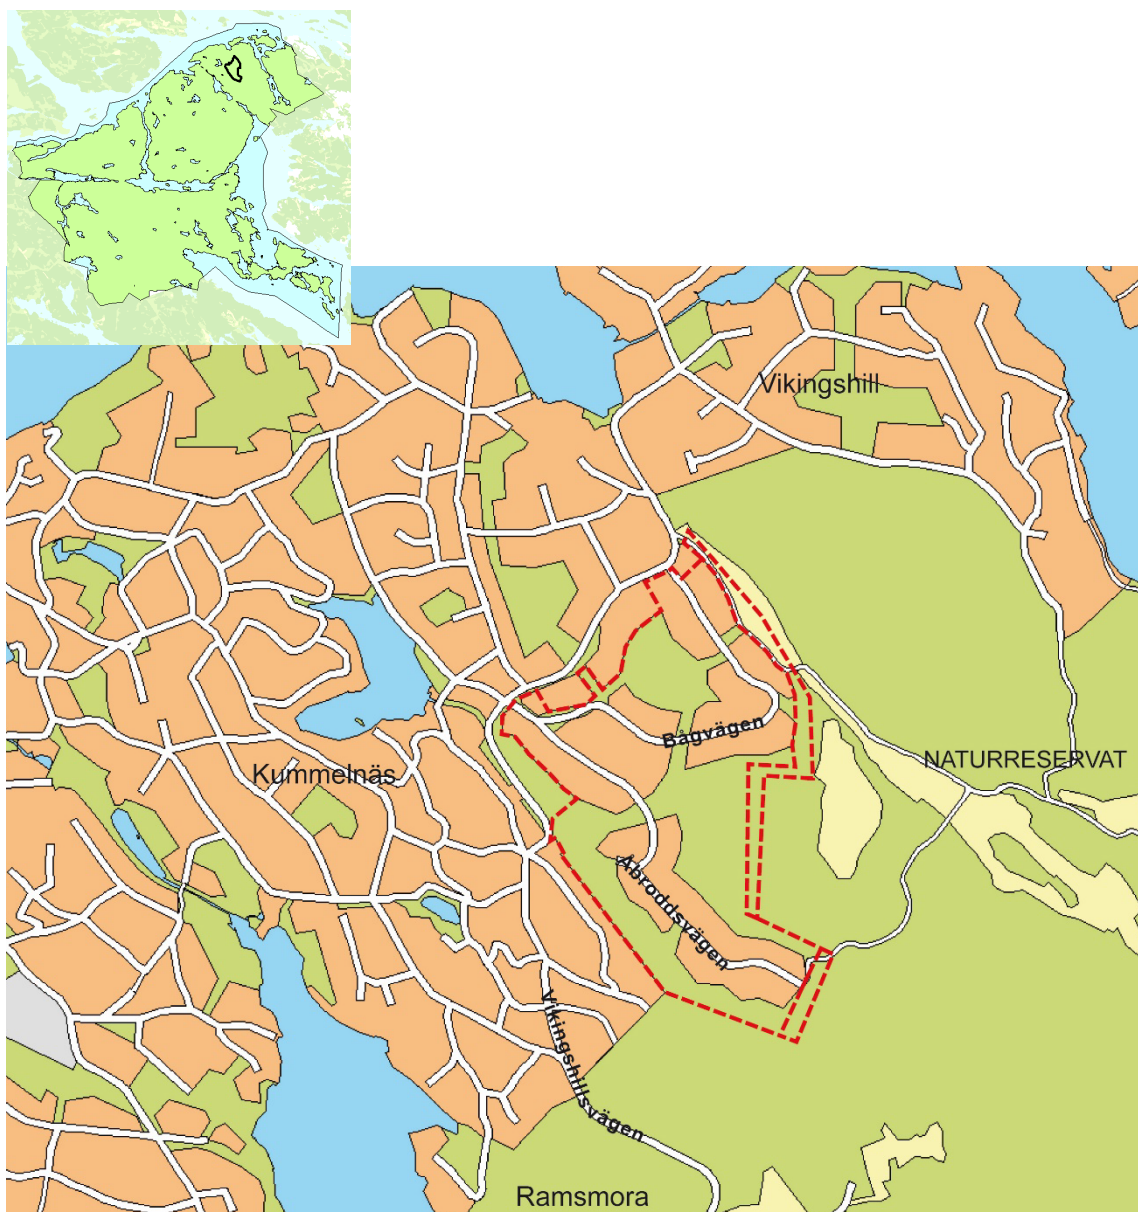 Vikingshill
Bågvägen
NATURRESERVAT
Kummelnäs
Åbroddsvägen
Vikingshillsvägen
Ramsmora